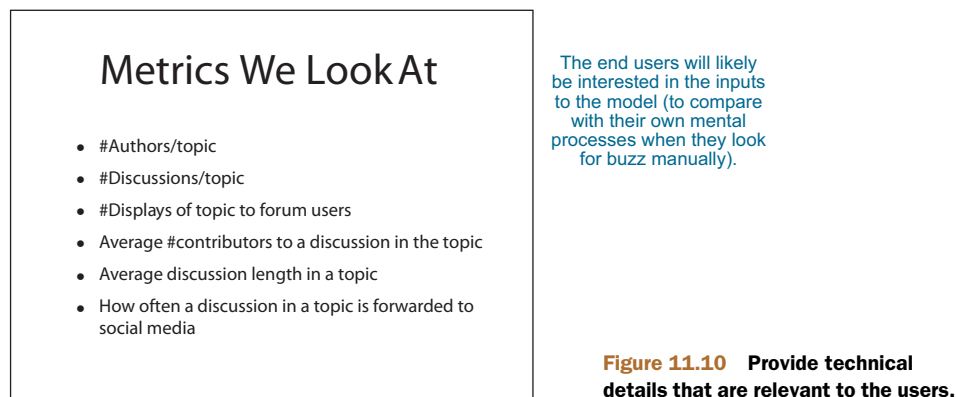 Metrics We Look At
• #Authors/topic
• #Discussions/topic
• #Displays of topic to forum users
• Average #contributors to a discussion in the topic
• Average discussion length in a topic
• How often a discussion in a topic is forwarded to
social media
The end users will likely
be interested in the inputs
to the model (to compare
with their own mental
processes when they look
for buzz manually).
Figure 11.10 Provide technical
details that are relevant to the users.